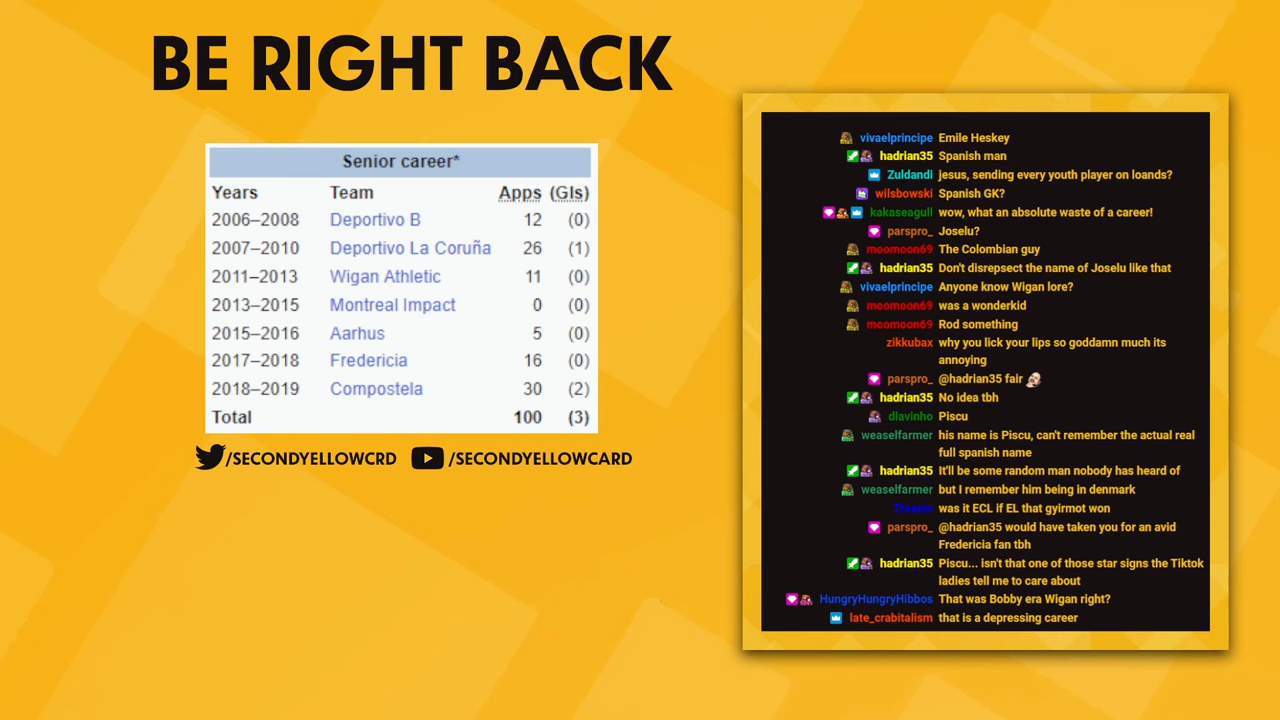 BE RIGHT BACK
Senior career*
Years Team Apps (Gls)
2006–2008 Deportivo B 12 (0)
2007–2010 Deportivo La Coruña 26 (1)
2011–2013 Wigan Athletic 11 (0)
2013–2015 Montreal Impact 0 (0)
2015–2016 Aarhus 5 (0)
2017–2018 Fredericia 16 (0)
2018–2019 Compostela 30 (2)
Total 100 (3)
/SECONDYELLOWCRD /SECONDYELLOWCARD
vivaelprincipe Emile Heskey
hadrian35 Spanish man
Zuldandi jesus, sending every youth player on loands?
wilsbowski Spanish GK?
kakaseagull wow, what an absolute waste of a career!
parspro_ Joselu?
moomoon69 The Colombian guy
hadrian35 Don't disrepsect the name of Joselu like that
vivaelprincipe Anyone know Wigan lore?
moomoon69 was a wonderkid
moomoon69 Rod something
zikkubax why you lick your lips so goddamn much its
annoying
parspro_ @hadrian35 fair
hadrian35 No idea tbh
dlavinho Piscu
weaselfarmer his name is Piscu, can't remember the actual real
full spanish name
hadrian35 It'll be some random man nobody has heard of
weaselfarmer but I remember him being in denmark
was it ECL if EL that gyirmot won
parspro_ @hadrian35 would have taken you for an avid
Fredericia fan tbh
hadrian35 Piscu... isn't that one of those star signs the Tiktok
ladies tell me to care about
HungryHungryHibbos That was Bobby era Wigan right?
late_crabitalism that is a depressing career